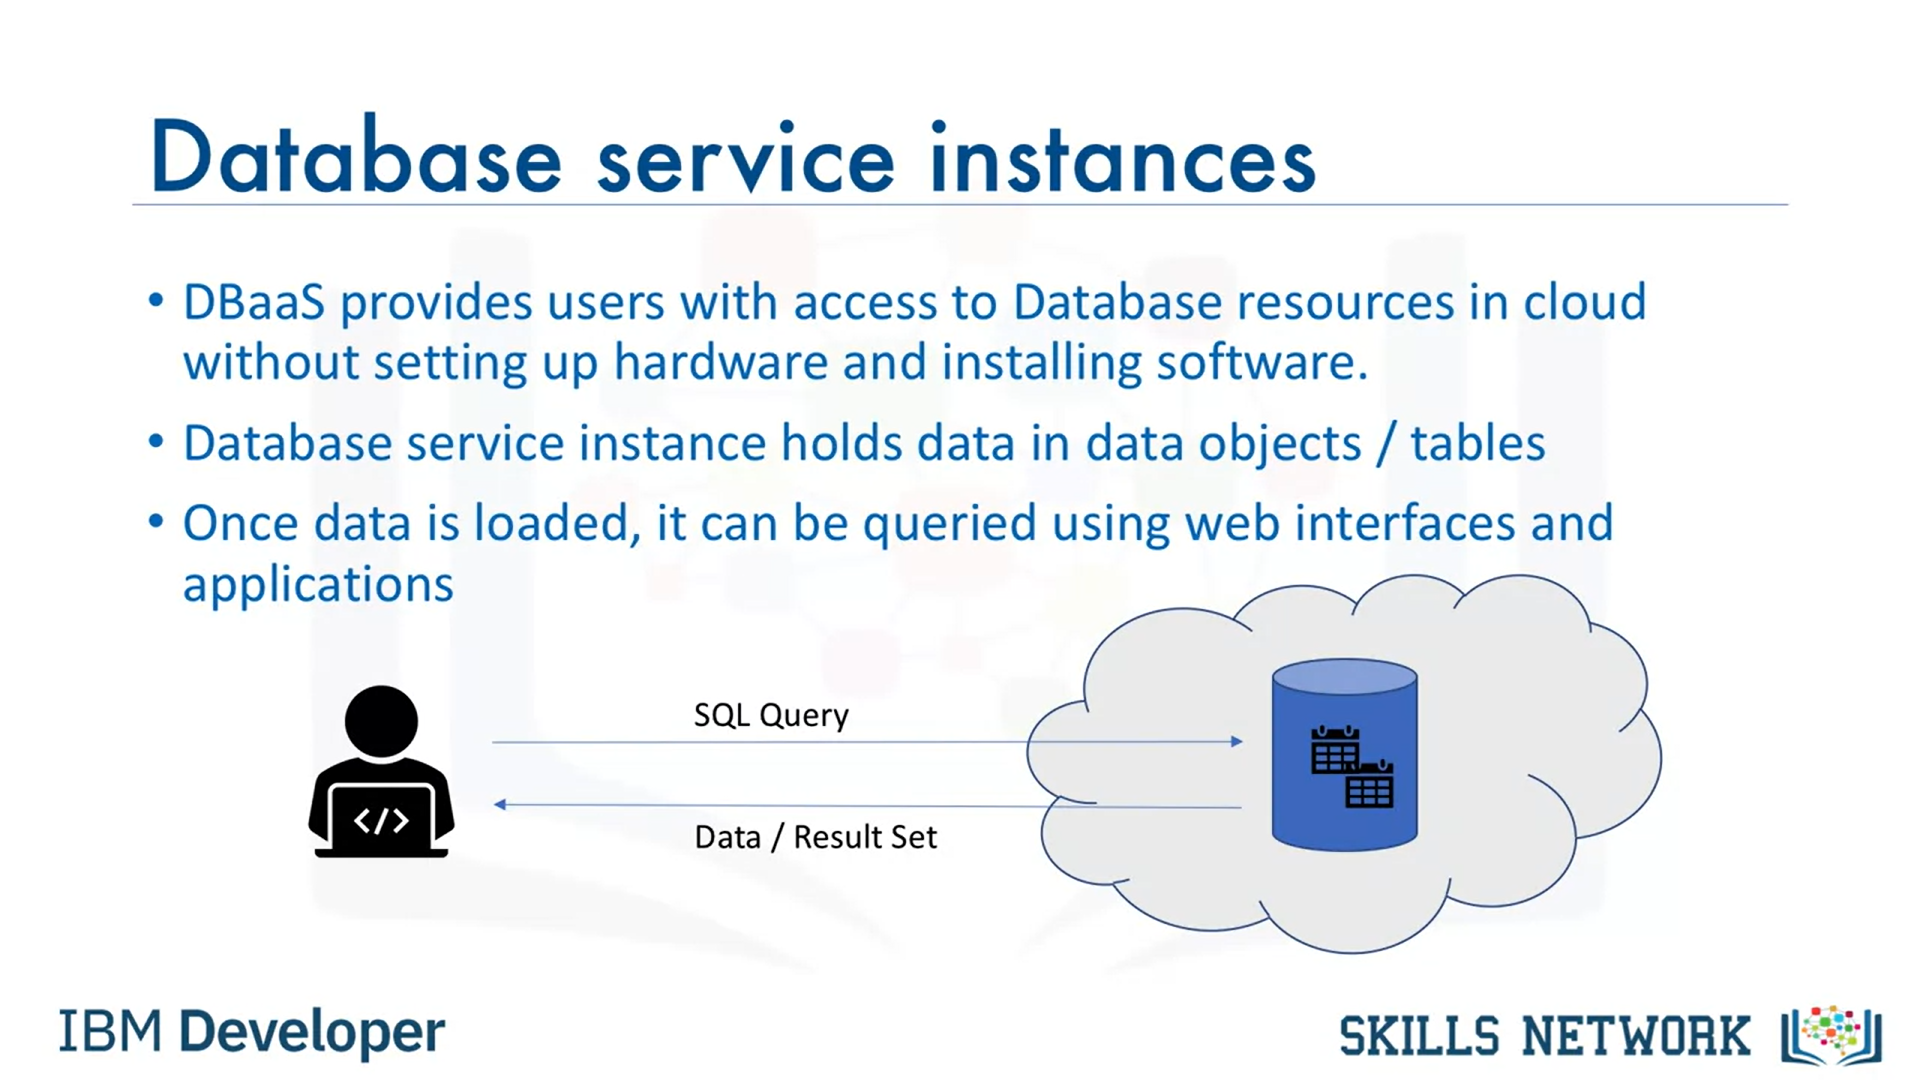 Database service instances
• DBaaS provides users with access to Database resources in cloud
without setting up hardware and installing software.
• Database service instance holds data in data objects / tables
• Once data is loaded, it can be queried using web interfaces and
applications
SQL Query
</>
Data / Result Set
IBM Developer
SKILLS NETWORK